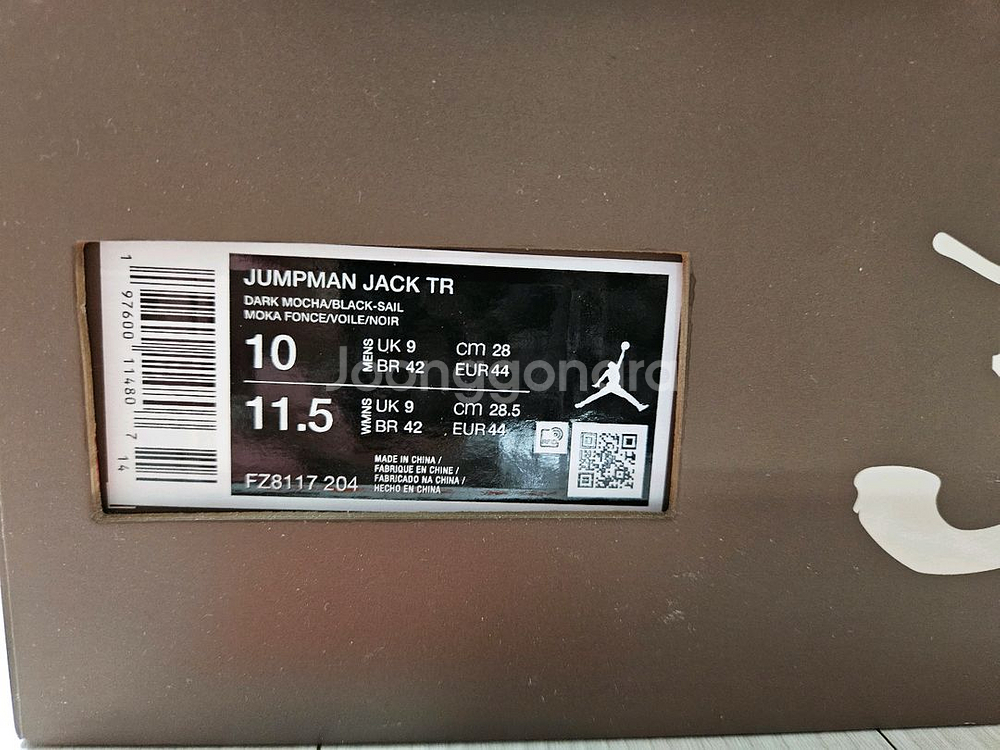 JUMPMAN JACK TR
DARK MOCHA/BLACK-SAIL
MOKA FONCE/VOILE/NOIR
10 MENS UK 9 cm 28
BR 42 EUR 44
11.5 WMNS UK 9 cm 28.5
BR 42 EUR 44
FZ8117 204
MADE IN CHINA /
FABRIQUE EN CHINE /
FABRICADO NA CHINA /
HECHO EN CHINA
1 97600 11480 7 14
Joonggonara